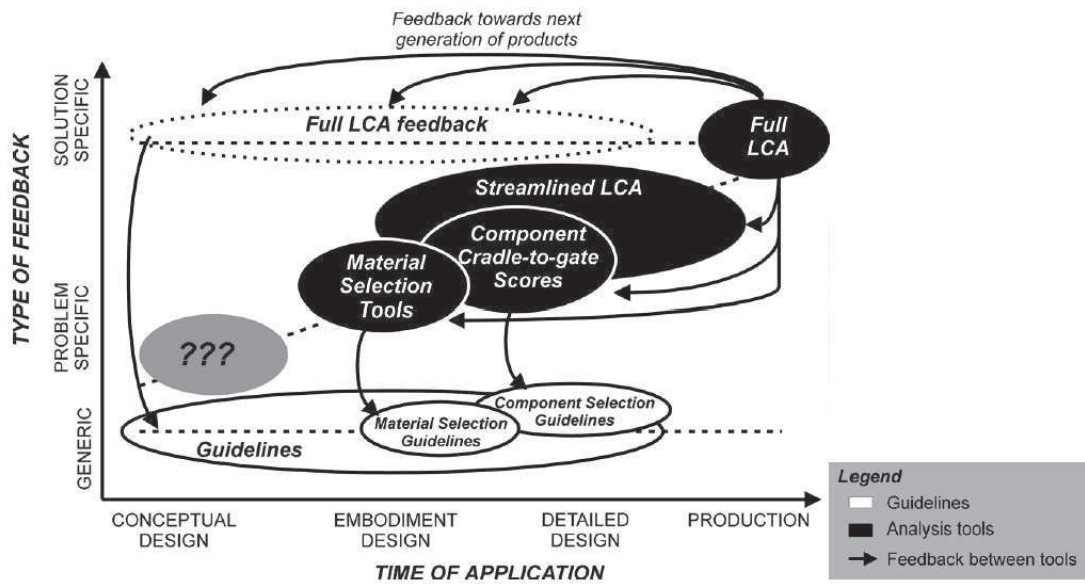 Feedback towards next
generation of products
TYPE OF FEEDBACK
SOLUTION
SPECIFIC
PROBLEM
SPECIFIC
GENERIC
Full LCA feedback
Full
LCA
Streamlined LCA
Component
Cradle-to-gate
Scores
Material
Selection
Tools
???
Component Selection
Guidelines
Material Selection
Guidelines
Guidelines
CONCEPTUAL
DESIGN
EMBODIMENT
DESIGN
DETAILED
DESIGN
PRODUCTION
TIME OF APPLICATION
Legend
Guidelines
Analysis tools
Feedback between tools